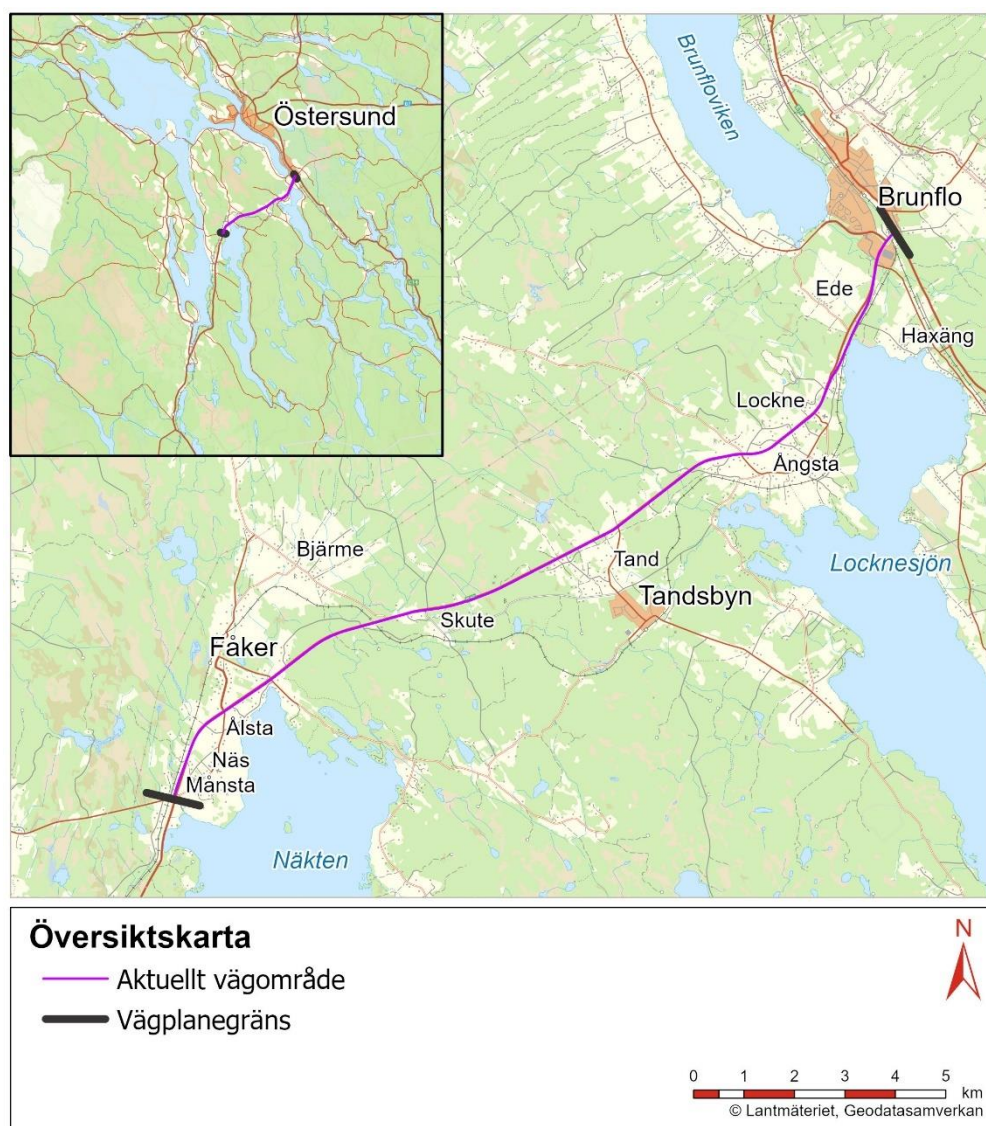 Östersund
Brunfloviken
Brunflo
Ede
Haxäng
Lockne
Ångsta
Bjärme
Tand
Locknesjön
Skute
Tandsbyn
Fåker
Ålsta
Näs
Månsta
Näkten
Översiktskarta
Aktuellt vägområde
Vägplanegräns
N
0 1 2 3 4 5
km
© Lantmäteriet, Geodatasamverkan